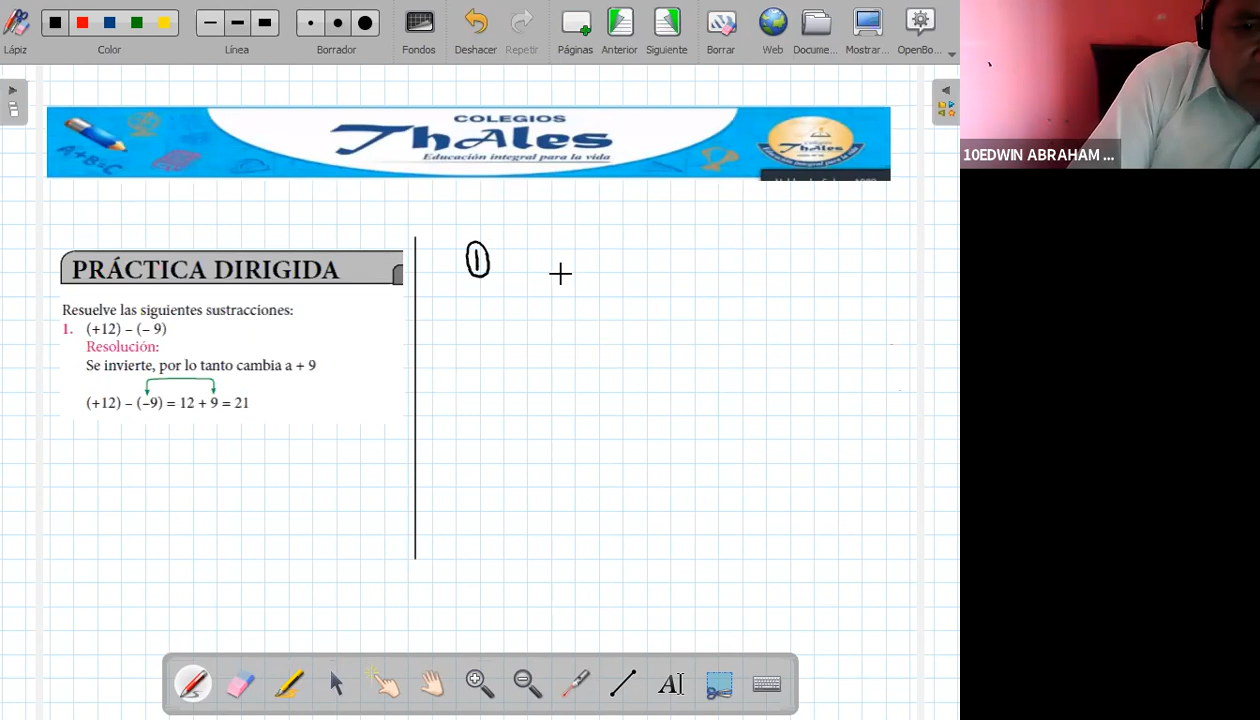 Lápiz Color Línea Borrador Fondos Deshacer Repetir Páginas Anterior Siguiente Borrar Web Docume... Mostrar... OpenBo...
COLEGIOS
Thales
Educación integral para la vida
A+B=C
PRÁCTICA DIRIGIDA
Resuelve las siguientes sustracciones:
1. (+12) – (– 9)
Resolución:
Se invierte, por lo tanto cambia a + 9
(+12) – (–9) = 12 + 9 = 21
1
10EDWIN ABRAHAM ...